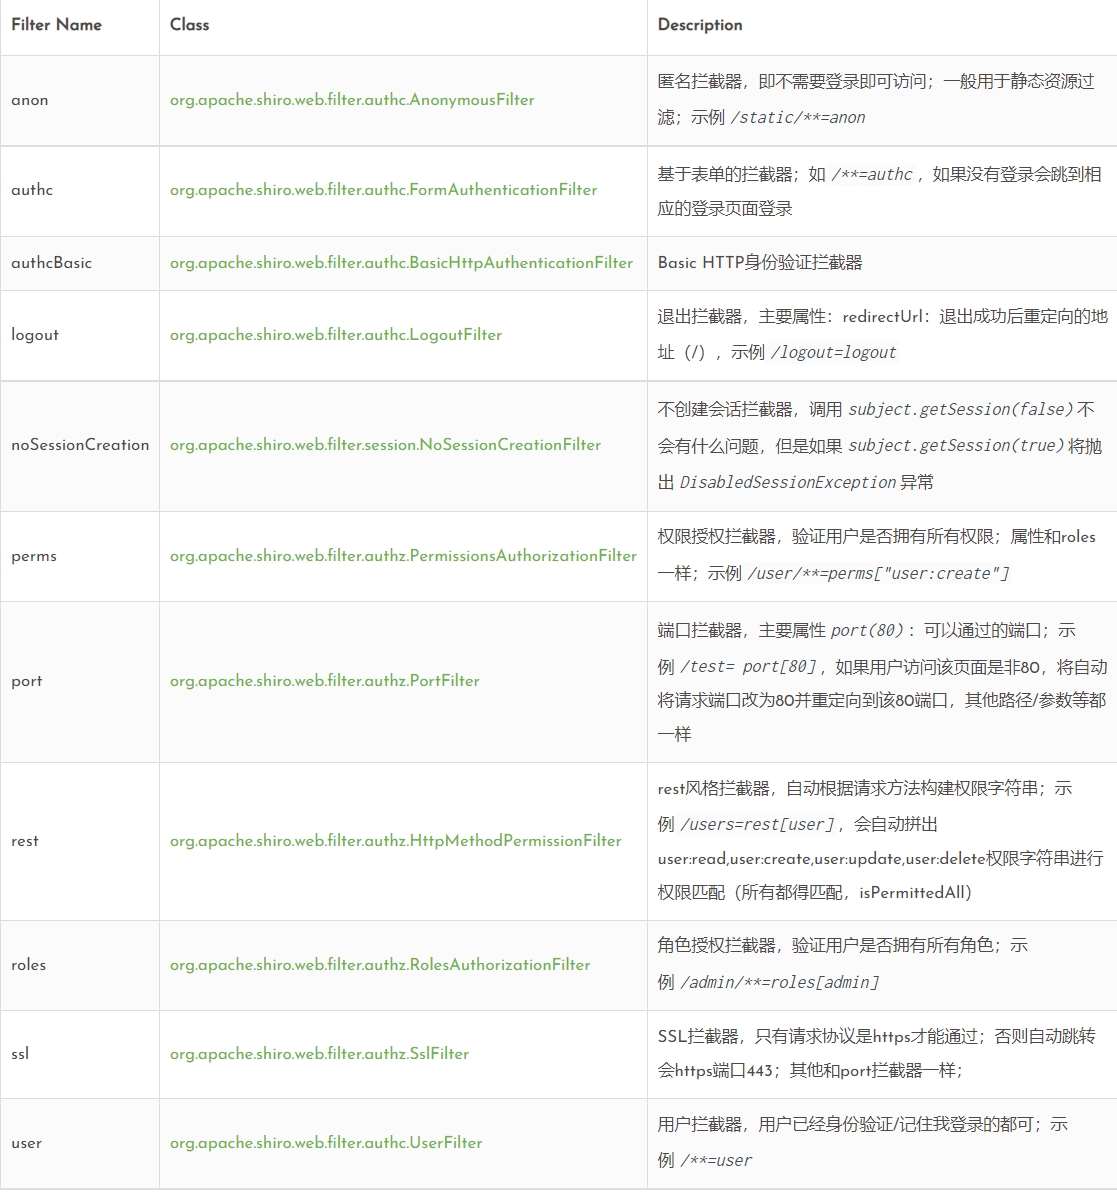 Filter Name Class Description
anon org.apache.shiro.web.filter.authc.AnonymousFilter 匿名拦截器，即不需要登录即可访问；一般用于静态资源过
滤；示例 /static/**=anon
authc org.apache.shiro.web.filter.authc.FormAuthenticationFilter 基于表单的拦截器；如 /**=authc ，如果没有登录会跳到相
应的登录页面登录
authcBasic org.apache.shiro.web.filter.authc.BasicHttpAuthenticationFilter Basic HTTP身份验证拦截器
logout org.apache.shiro.web.filter.authc.LogoutFilter 退出拦截器，主要属性：redirectUrl：退出成功后重定向的地
址（/），示例 /logout=logout
noSessionCreation org.apache.shiro.web.filter.session.NoSessionCreationFilter 不创建会话拦截器，调用 subject.getSession(false)不
会有什么问题，但是如果 subject.getSession(true)将抛
出 DisabledSessionException 异常
perms org.apache.shiro.web.filter.authz.PermissionsAuthorizationFilter 权限授权拦截器，验证用户是否拥有所有权限；属性和roles
一样；示例 /user/**=perms["user:create"]
port org.apache.shiro.web.filter.authz.PortFilter 端口拦截器，主要属性 port(80) ：可以通过的端口；示
例 /test= port[80]，如果用户访问该页面是非80，将自动
将请求端口改为80并重定向到该80端口，其他路径/参数等都
一样
rest org.apache.shiro.web.filter.authz.HttpMethodPermissionFilter rest风格拦截器，自动根据请求方法构建权限字符串；示
例 /users=rest[user]，会自动拼出
user:read,user:create,user:update,user:delete权限字符串进行
权限匹配（所有都得匹配，isPermittedAll）
roles org.apache.shiro.web.filter.authz.RolesAuthorizationFilter 角色授权拦截器，验证用户是否拥有所有角色；示
例 /admin/**=roles[admin]
ssl org.apache.shiro.web.filter.authz.SslFilter SSL拦截器，只有请求协议是https才能通过；否则自动跳转
会https端口443；其他和port拦截器一样；
user org.apache.shiro.web.filter.authc.UserFilter 用户拦截器，用户已经身份验证/记住我登录的都可；示
例 /**=user